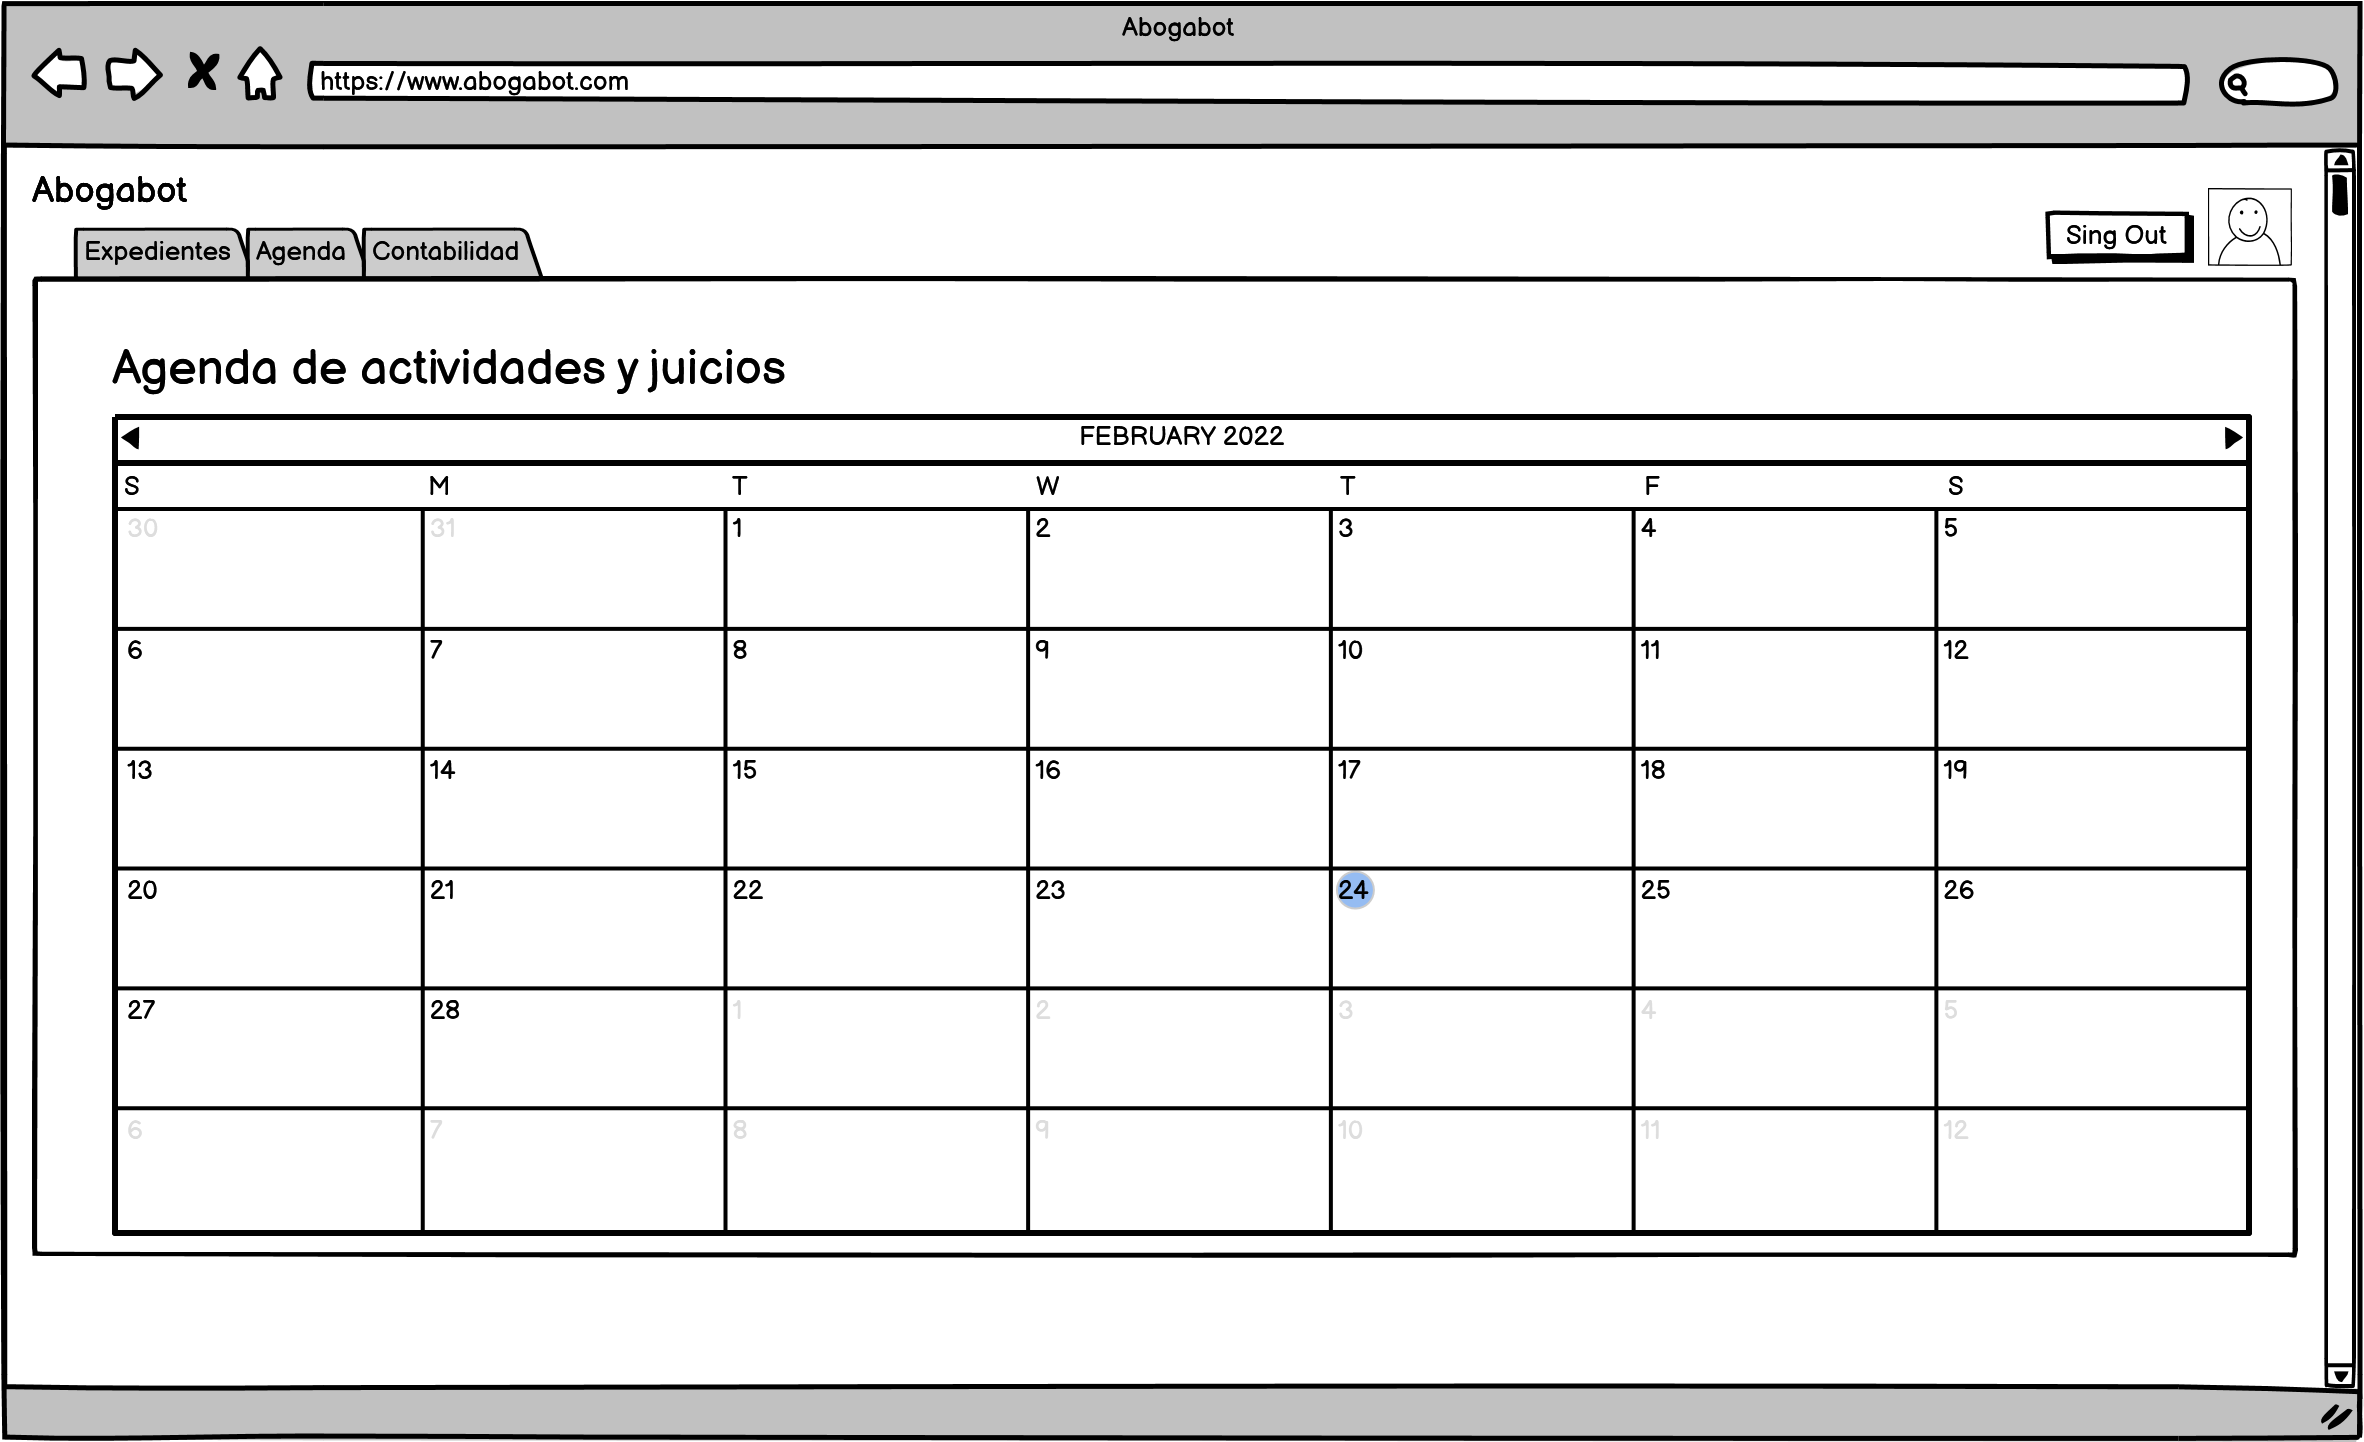 Abogabot
https://www.abogabot.com
Abogabot
Sing Out
Expedientes Agenda Contabilidad
Agenda de actividades y juicios
FEBRUARY 2022
S M T W T F S
30 31 1 2 3 4 5
6 7 8 9 10 11 12
13 14 15 16 17 18 19
20 21 22 23 24 25 26
27 28 1 2 3 4 5
6 7 8 9 10 11 12